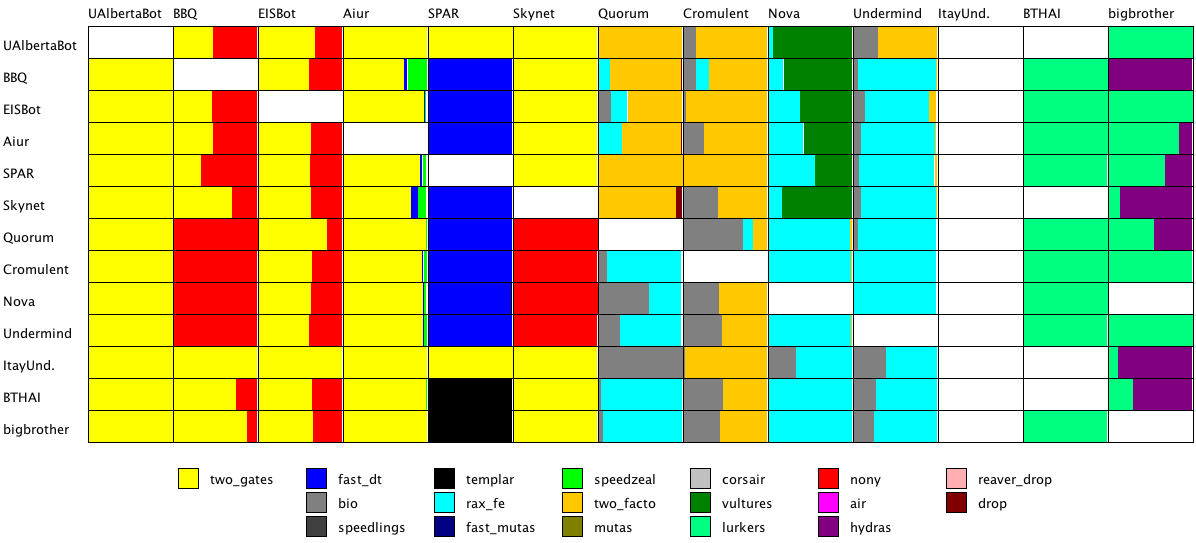 UAlbertaBot BBQ EISBot Aiur SPAR Skynet Quorum Cromulent Nova Undermind ItayUnd. BTHAI bigbrother
UAlbertaBot
BBQ
EISBot
Aiur
SPAR
Skynet
Quorum
Cromulent
Nova
Undermind
ItayUnd.
BTHAI
bigbrother
two_gates fast_dt templar speedzeal corsair nony reaver_drop
bio rax_fe two_facto vultures air drop
speedlings fast_mutas mutas lurkers hydras